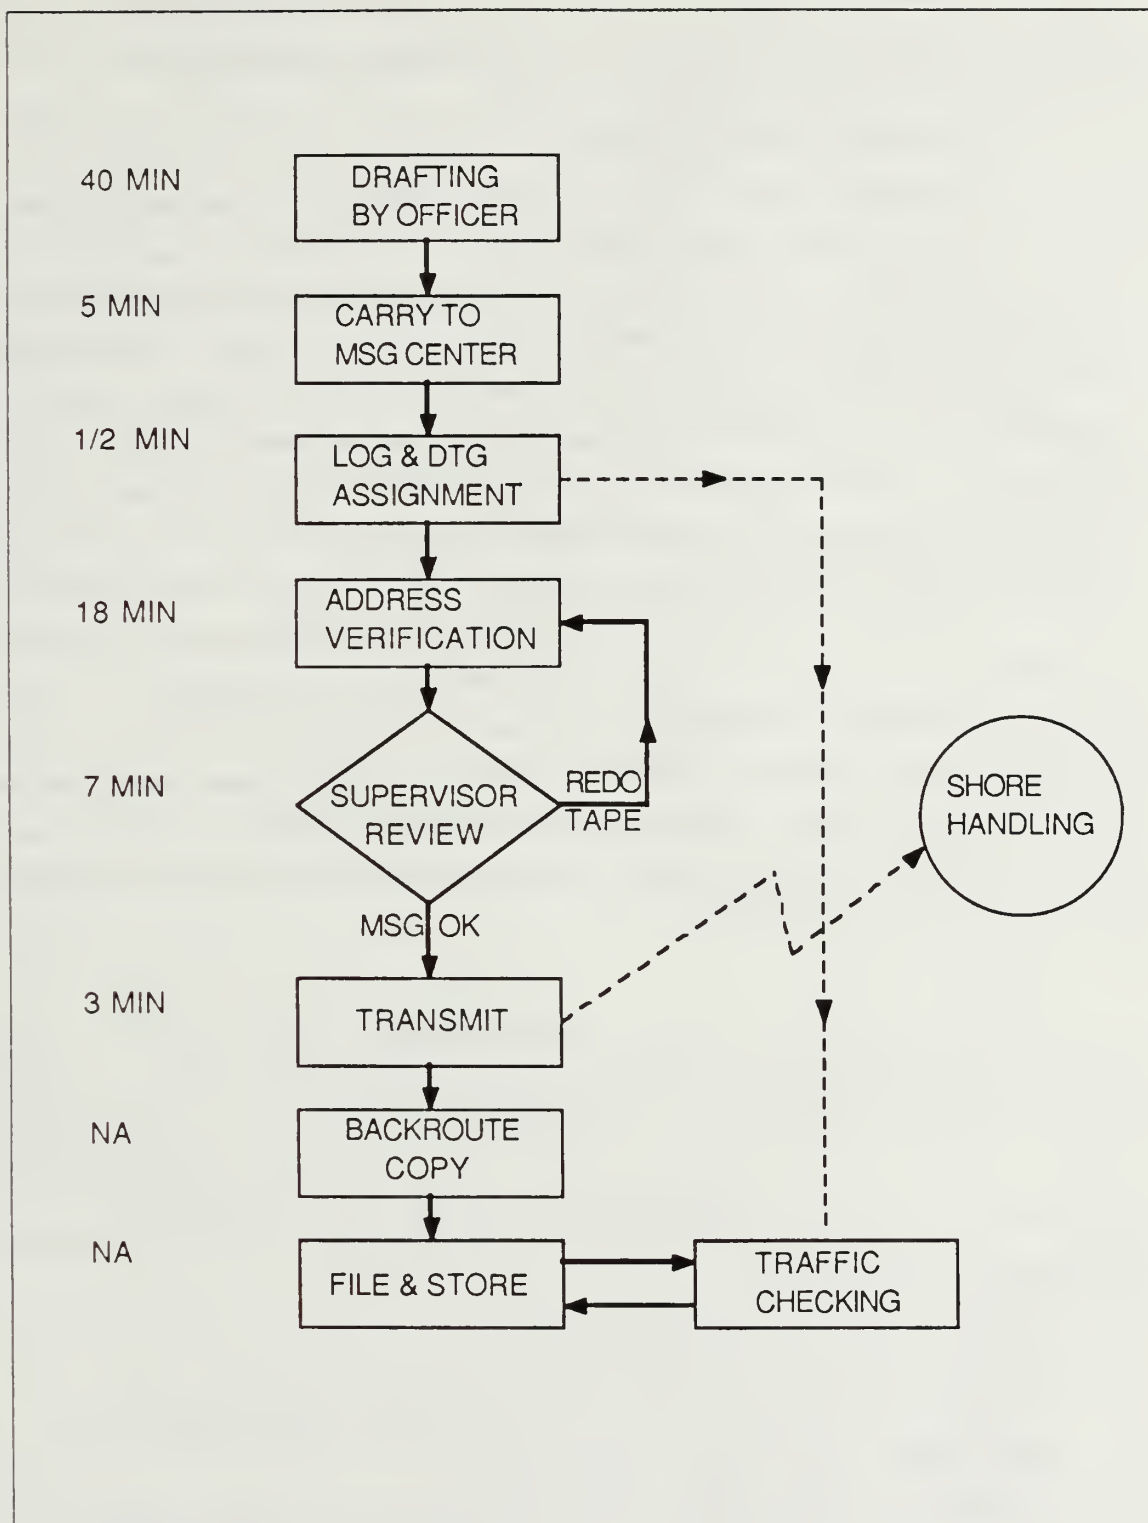 40 MIN
DRAFTING
BY OFFICER
5 MIN
CARRY TO
MSG CENTER
1/2 MIN
LOG & DTG
ASSIGNMENT
18 MIN
ADDRESS
VERIFICATION
7 MIN
SUPERVISOR
REVIEW
REDO
TAPE
SHORE
HANDLING
MSG OK
3 MIN
TRANSMIT
NA
BACKROUTE
COPY
NA
FILE & STORE
TRAFFIC
CHECKING